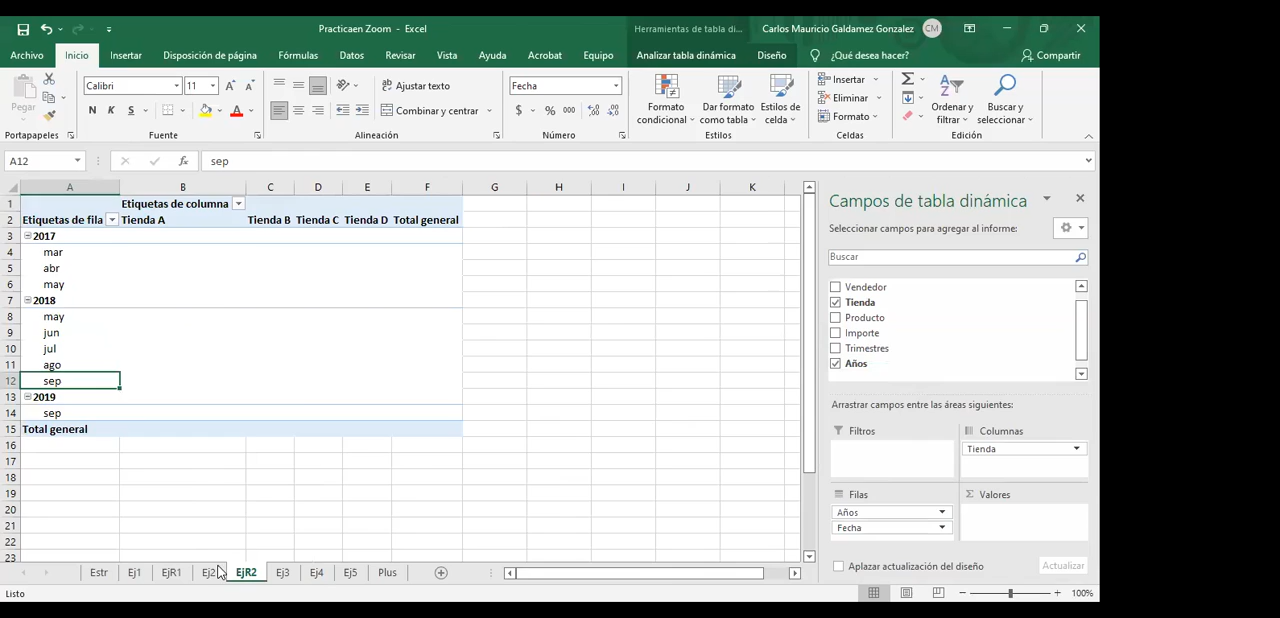 Practicaen Zoom - Excel
Herramientas de tabla di...
Carlos Mauricio Galdamez Gonzalez CM
Archivo Inicio Insertar Disposición de página Fórmulas Datos Revisar Vista Ayuda Acrobat Equipo Analizar tabla dinámica Diseño ¿Qué desea hacer? Compartir
Pegar
Calibri 11
N K S
Ajustar texto
Combinar y centrar
Fecha
$ % 000
Formato condicional
Dar formato como tabla
Estilos de celda
Insertar
Eliminar
Formato
Ordenar y filtrar
Buscar y seleccionar
Portapapeles Fuente Alineación Número Estilos Celdas Edición
A12 fx sep
A B C D E F G H I J K
1 Etiquetas de columna
2 Etiquetas de fila Tienda A Tienda B Tienda C Tienda D Total general
3 2017
4 mar
5 abr
6 may
7 2018
8 may
9 jun
10 jul
11 ago
12 sep
13 2019
14 sep
15 Total general
16
17
18
19
20
21
22
23
Campos de tabla dinámica
Seleccionar campos para agregar al informe:
Buscar
Vendedor
Tienda
Producto
Importe
Trimestres
Años
Arrastrar campos entre las áreas siguientes:
Filtros Columnas
Tienda
Filas Σ Valores
Años
Fecha
Aplazar actualización del diseño Actualizar
Estr Ej1 EjR1 Ej2 EjR2 Ej3 Ej4 Ej5 Plus
Listo 100%